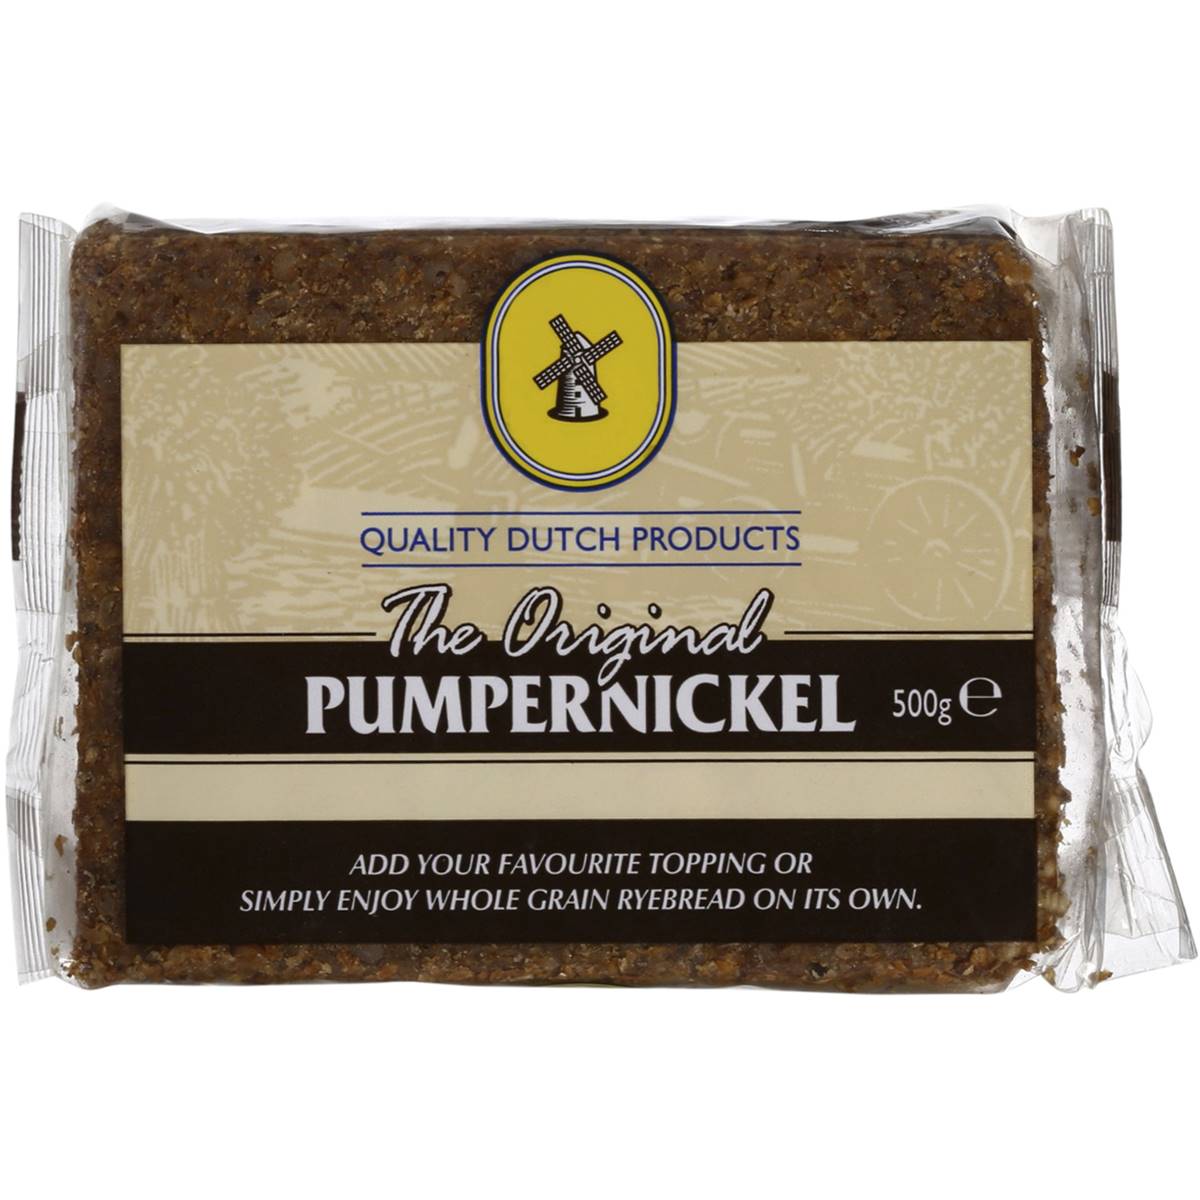 QUALITY DUTCH PRODUCTS
The Original
PUMPERNICKEL 500g ℮
ADD YOUR FAVOURITE TOPPING OR
SIMPLY ENJOY WHOLE GRAIN RYEBREAD ON ITS OWN.